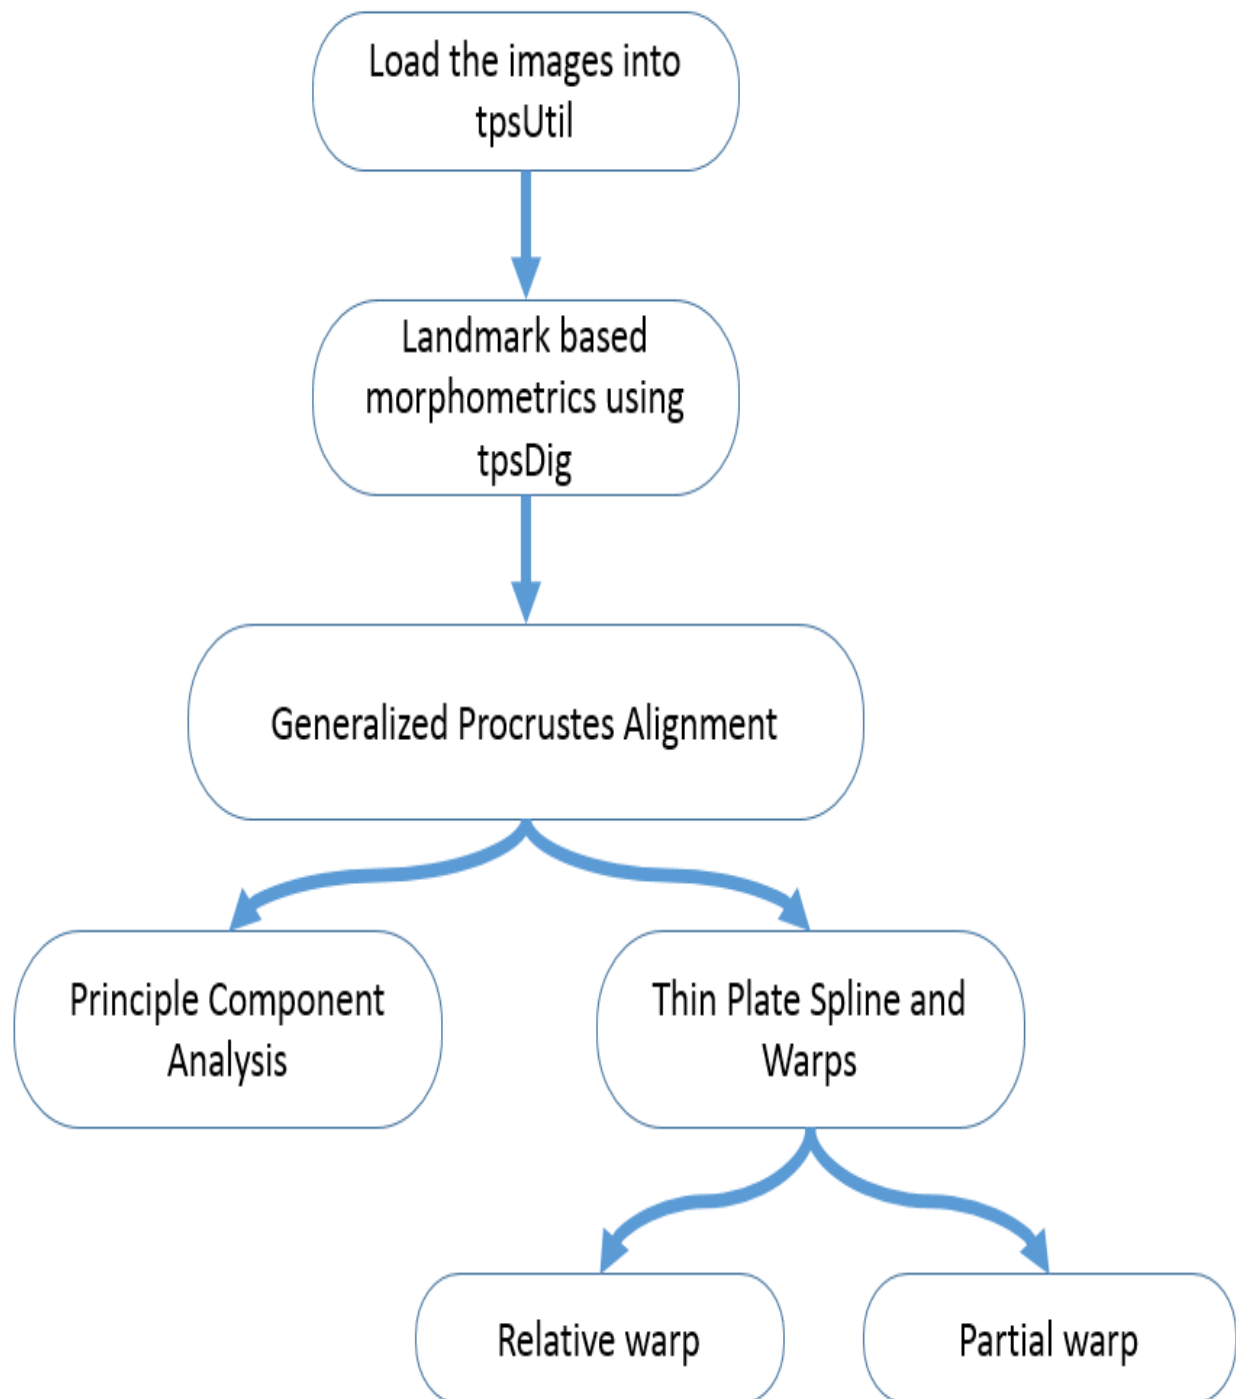 Load the images into
tpsUtil
Landmark based
morphometrics using
tpsDig
Generalized Procrustes Alignment
Principle Component
Analysis
Thin Plate Spline and
Warps
Relative warp
Partial warp